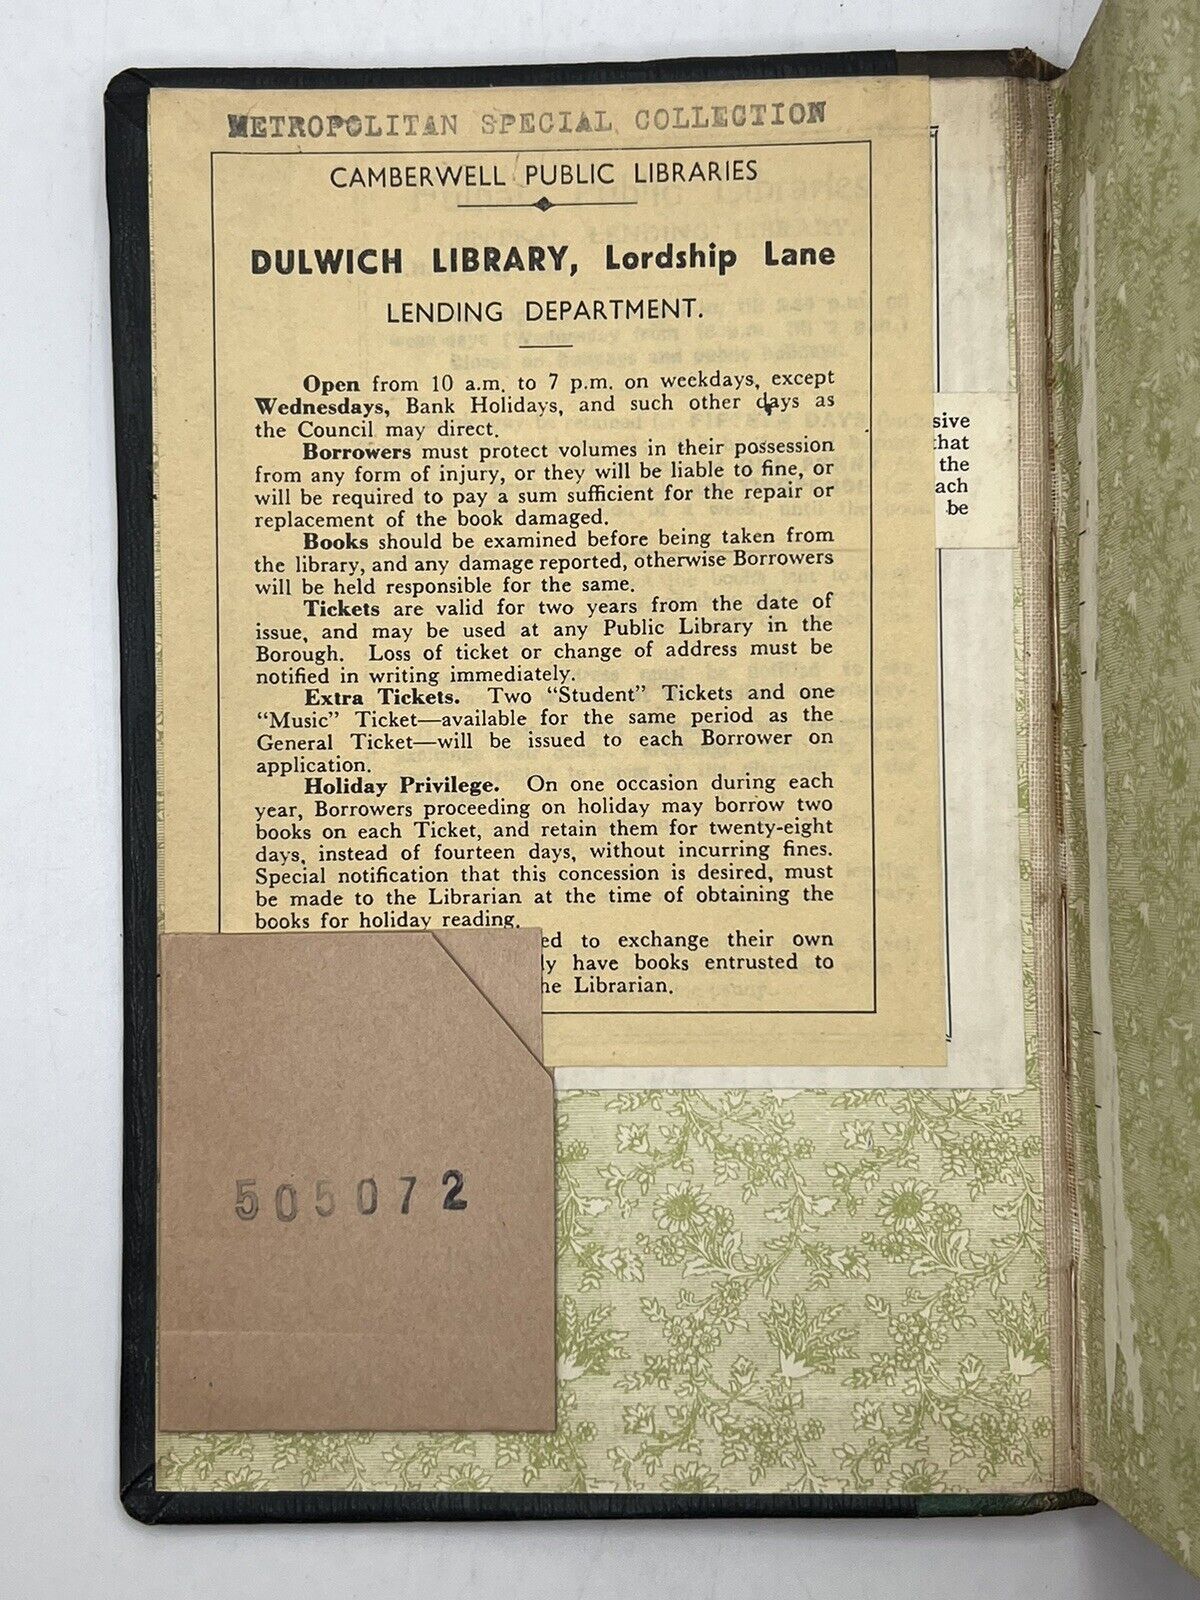 METROPOLITAN SPECIAL COLLECTION
CAMBERWELL PUBLIC LIBRARIES
DULWICH LIBRARY, Lordship Lane
LENDING DEPARTMENT.
Open from 10 a.m. to 7 p.m. on weekdays, except
Wednesdays, Bank Holidays, and such other days as
the Council may direct.
Borrowers must protect volumes in their possession
from any form of injury, or they will be liable to fine, or
will be required to pay a sum sufficient for the repair or
replacement of the book damaged.
Books should be examined before being taken from
the library, and any damage reported, otherwise Borrowers
will be held responsible for the same.
Tickets are valid for two years from the date of
issue, and may be used at any Public Library in the
Borough. Loss of ticket or change of address must be
notified in writing immediately.
Extra Tickets. Two "Student" Tickets and one
"Music" Ticket—available for the same period as the
General Ticket—will be issued to each Borrower on
application.
Holiday Privilege. On one occasion during each
year, Borrowers proceeding on holiday may borrow two
books on each Ticket, and retain them for twenty-eight
days, instead of fourteen days, without incurring fines.
Special notification that this concession is desired, must
be made to the Librarian at the time of obtaining the
books for holiday reading.
ed to exchange their own
ly have books entrusted to
he Librarian.
sive
that
the
ach
be
505072